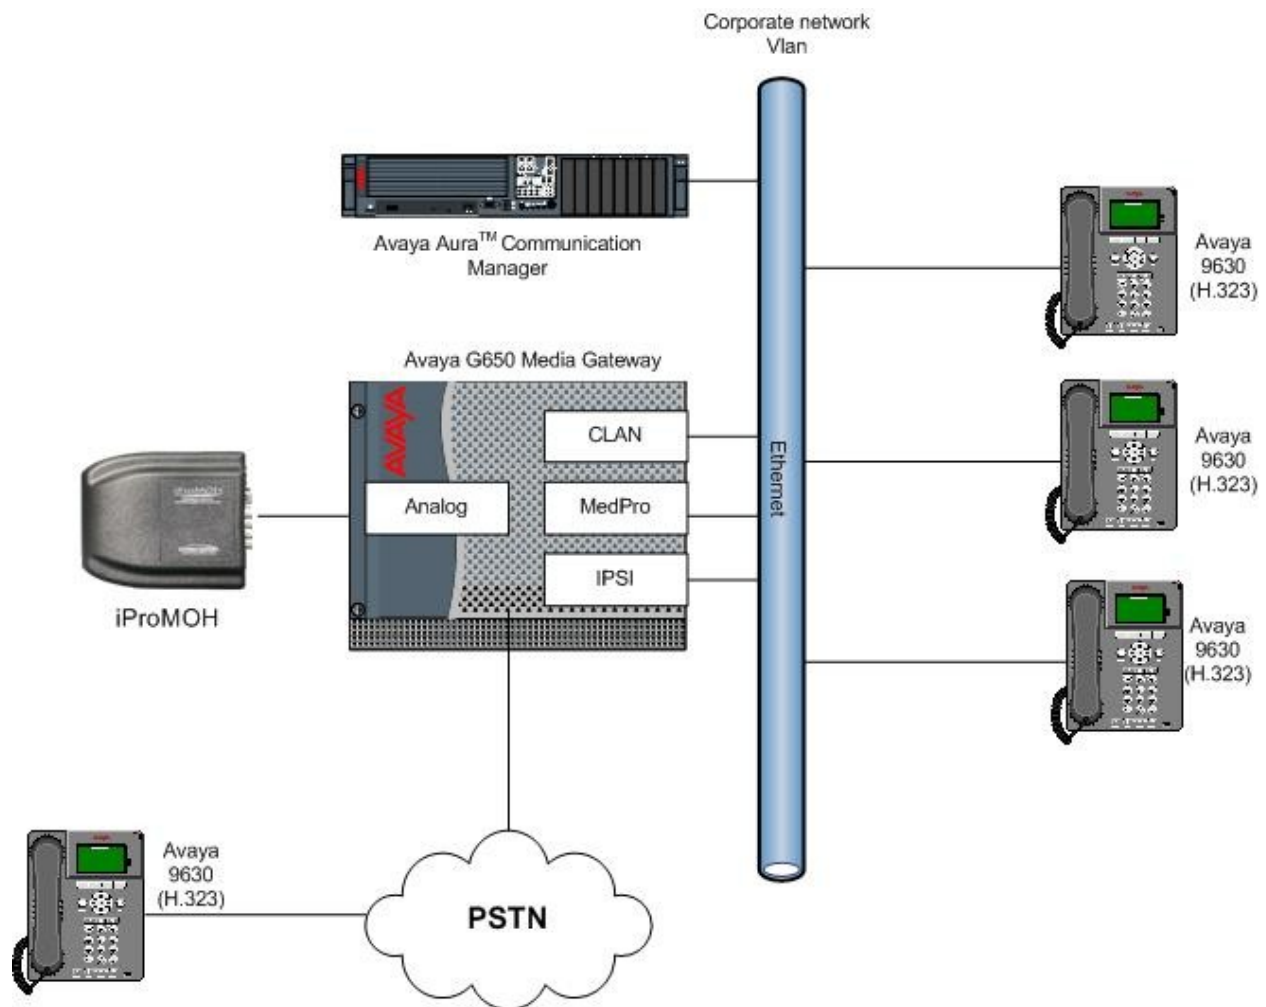 Corporate network
Vlan
Avaya Aura™ Communication
Manager
Avaya
9630
(H.323)
Avaya G650 Media Gateway
AVAYA
CLAN
Analog
MedPro
IPSI
Ethernet
Avaya
9630
(H.323)
iProMOH
Avaya
9630
(H.323)
Avaya
9630
(H.323)
PSTN